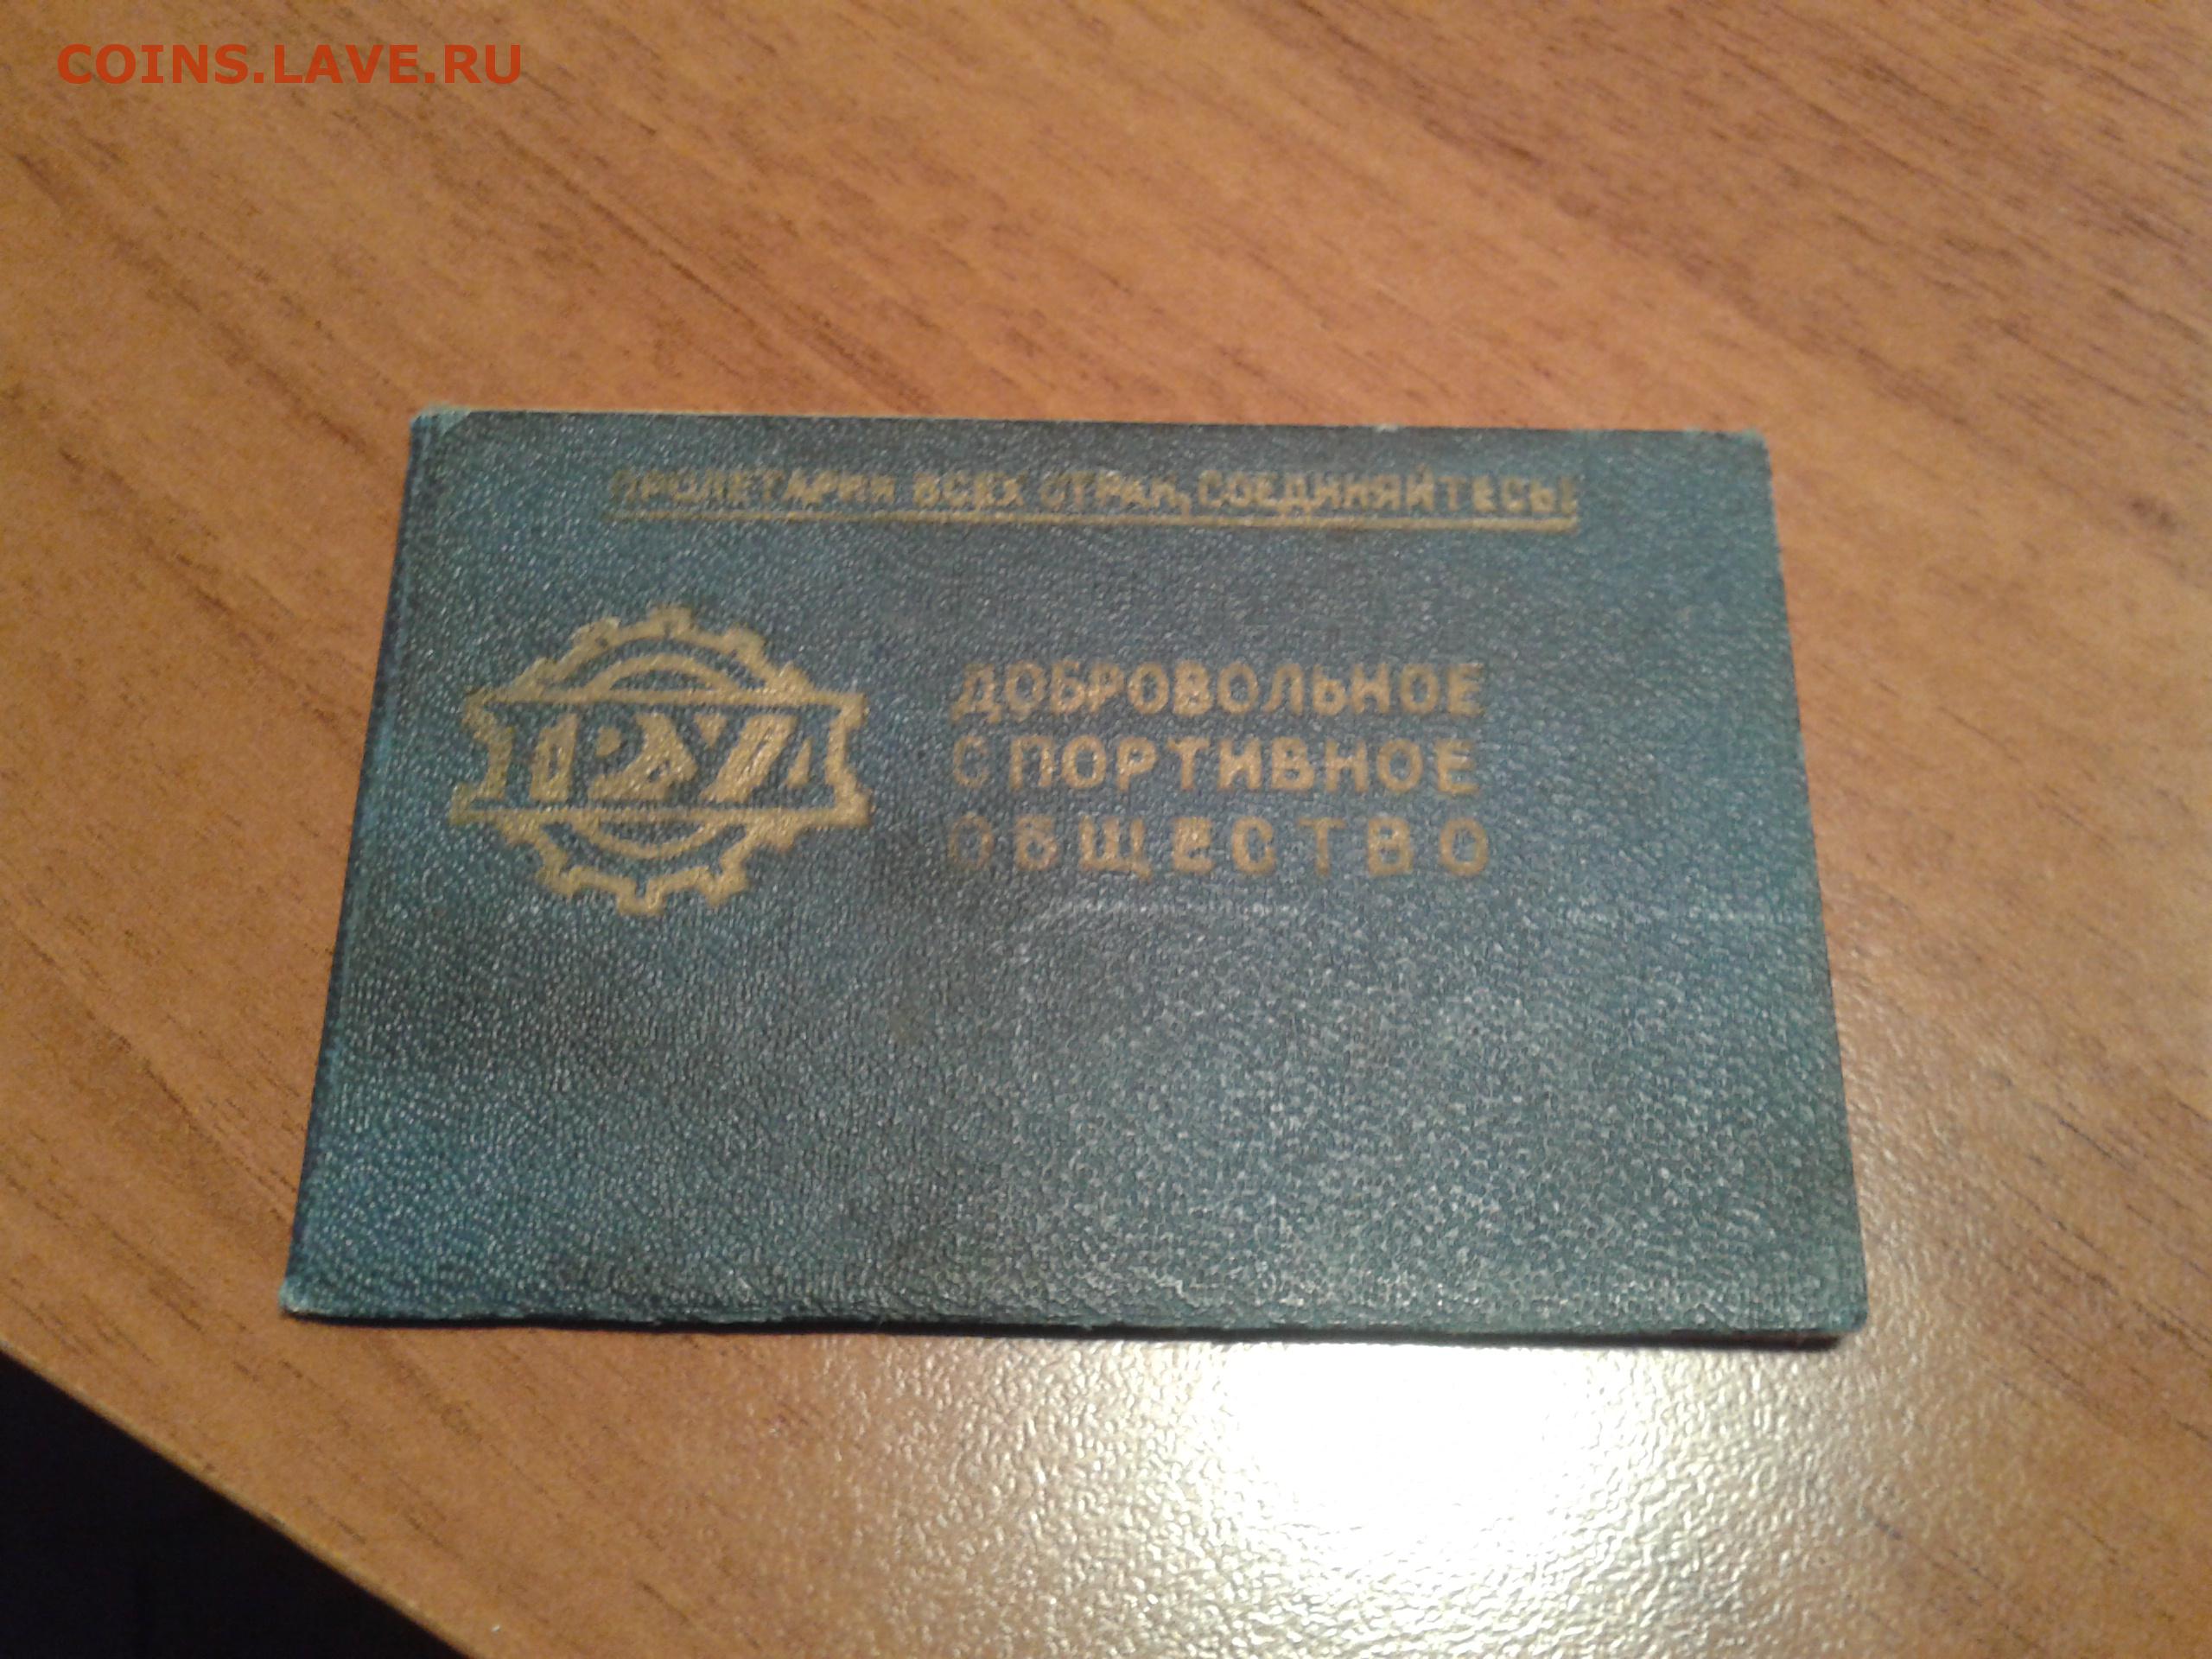 COINS.LAVE.RU
ПРОЛЕТАРИИ ВСЕХ СТРАН, СОЕДИНЯЙТЕСЬ!
ТРУД
ДОБРОВОЛЬНОЕ
СПОРТИВНОЕ
ОБЩЕСТВО